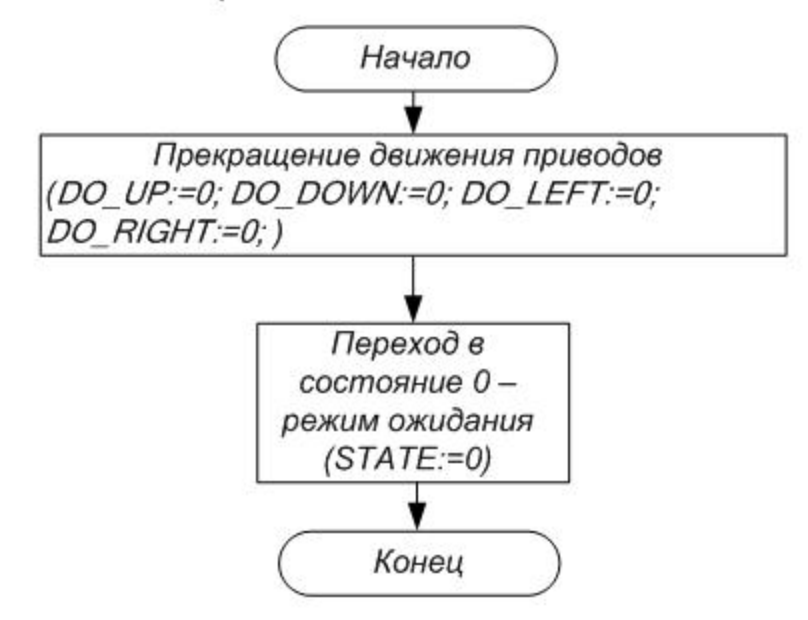 Начало
Прекращение движения приводов
(DO_UP:=0; DO_DOWN:=0; DO_LEFT:=0;
DO_RIGHT:=0; )
Переход в
состояние 0 –
режим ожидания
(STATE:=0)
Конец